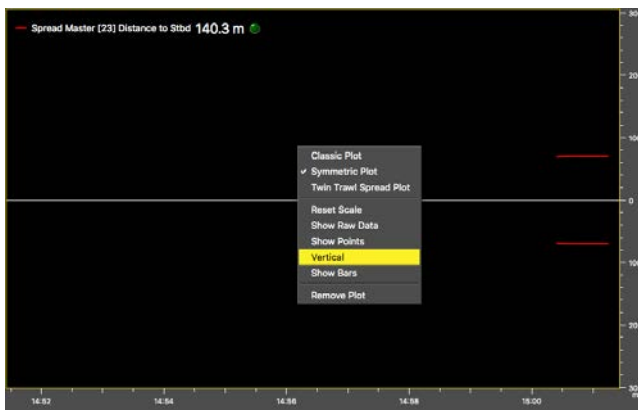 Spread Master [23] Distance to Stbd 140.3 m
30
20
100
Classic Plot
✓ Symmetric Plot
Twin Trawl Spread Plot
0
Reset Scale
Show Raw Data
Show Points
Vertical
100
Show Bars
Remove Plot
20
30
m
14:52 14:54 14:56 14:58 15:00